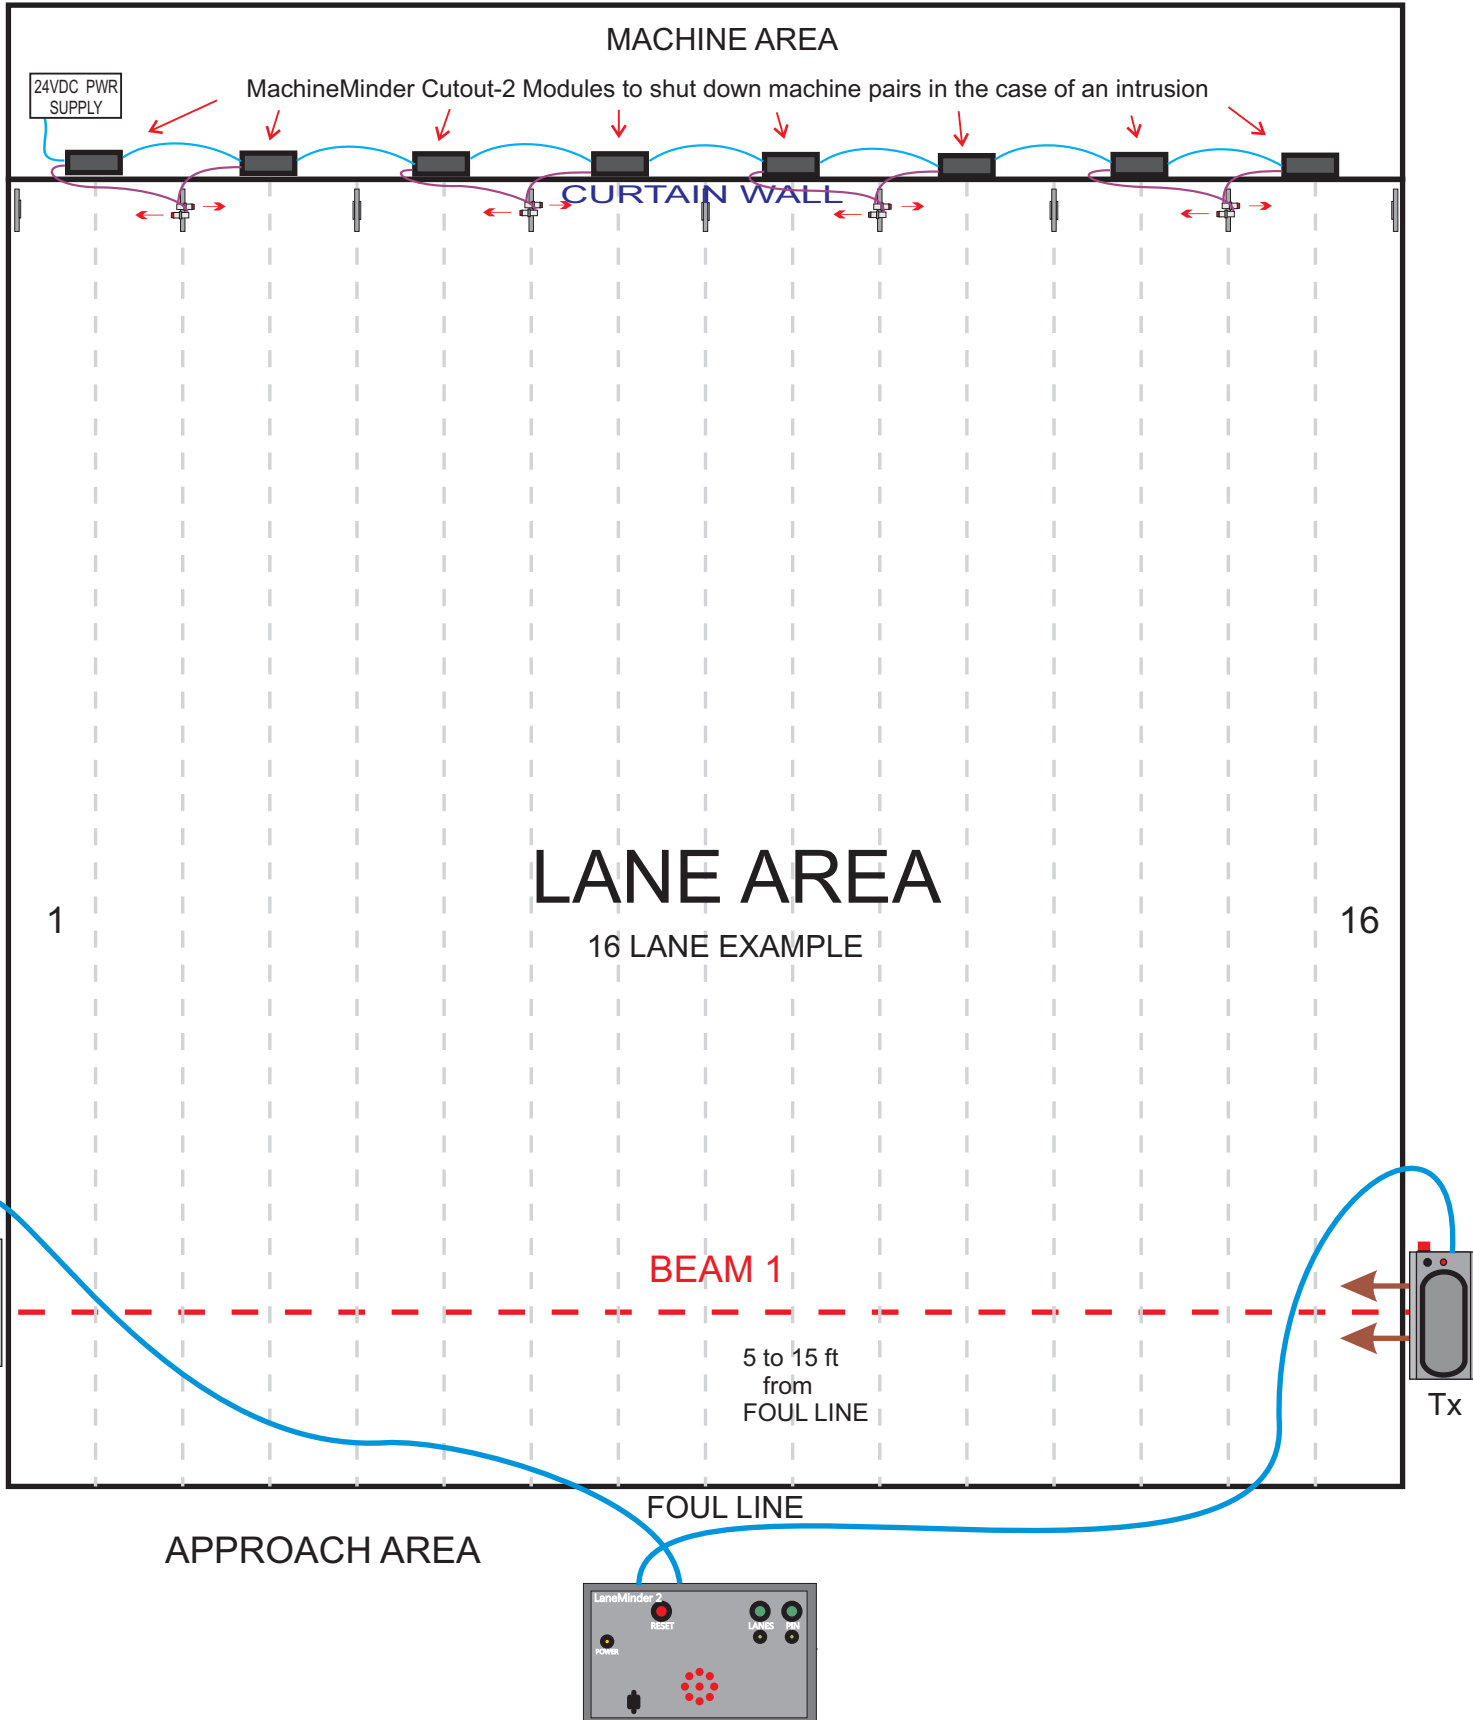 MACHINE AREA
24VDC PWR
SUPPLY
MachineMinder Cutout-2 Modules to shut down machine pairs in the case of an intrusion
CURTAIN WALL
LANE AREA
1
16
16 LANE EXAMPLE
BEAM 1
5 to 15 ft
from
FOUL LINE
Tx
FOUL LINE
APPROACH AREA
LaneMinder 2
RESET
LANES
PIN
POWER